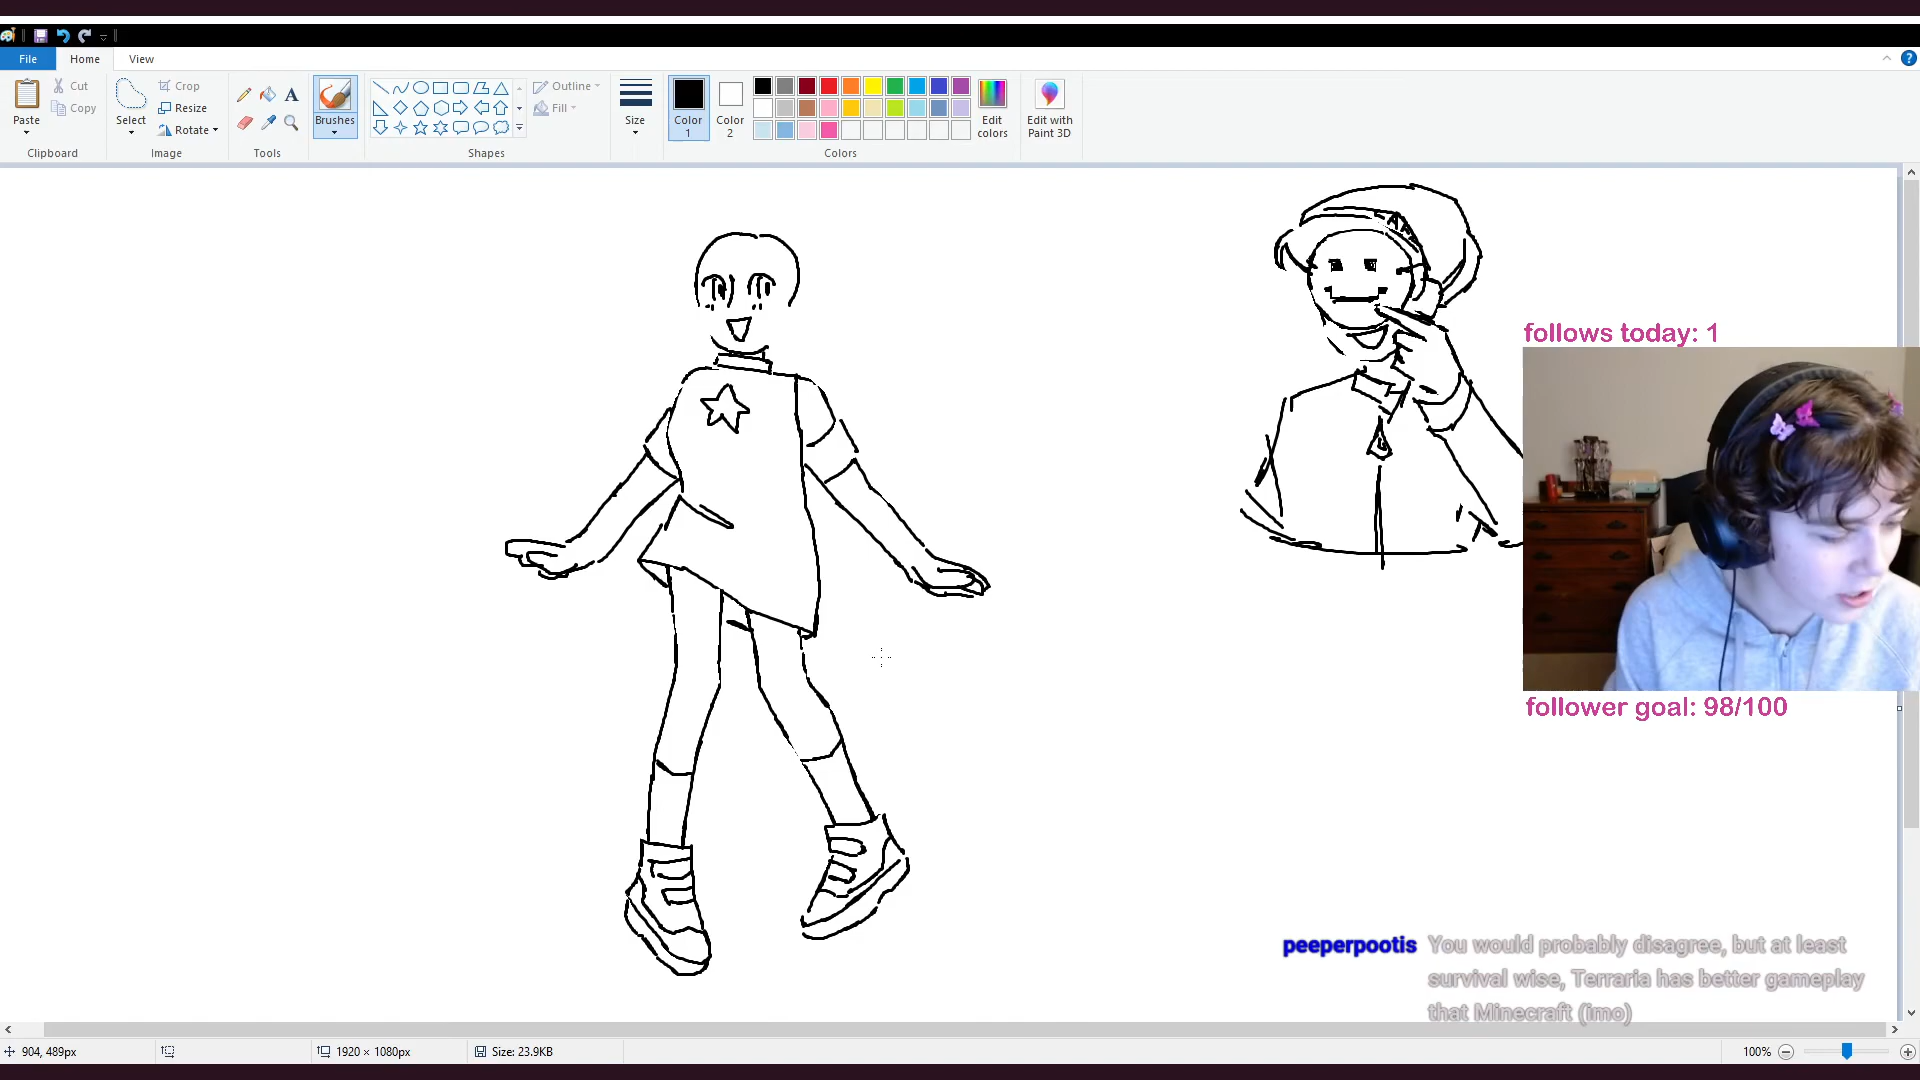 File Home View
Paste Cut Copy Clipboard
Select Crop Resize Rotate Image
A Tools
Brushes
Outline Fill Shapes
Size
Color 1 Color 2
Edit colors Colors
Edit with Paint 3D
follows today: 1
follower goal: 98/100
peeperpootis You would probably disagree, but at least
survival wise, Terraria has better gameplay
that Minecraft (imo)
904, 489px 1920 × 1080px Size: 23.9KB 100%